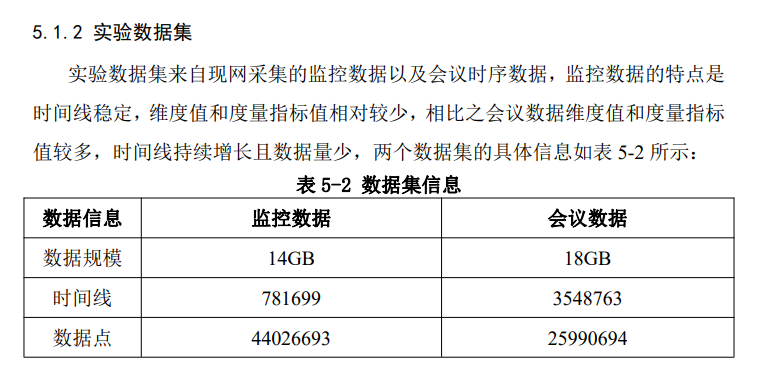 5.1.2 实验数据集
实验数据集来自现网采集的监控数据以及会议时序数据，监控数据的特点是
时间线稳定，维度值和度量指标值相对较少，相比之会议数据维度值和度量指标
值较多，时间线持续增长且数据量少，两个数据集的具体信息如表 5-2 所示：
表 5-2 数据集信息
数据信息 监控数据 会议数据
数据规模 14GB 18GB
时间线 781699 3548763
数据点 44026693 25990694